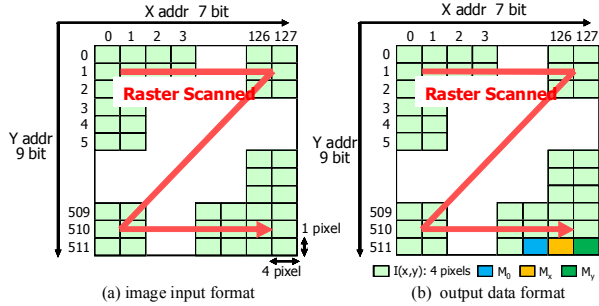 X addr 7 bit
0 1 2 3 126 127
0
1
2
3
4
5
Raster Scanned
Y addr
9 bit
509
510
511
1 pixel
4 pixel
(a) image input format
X addr 7 bit
0 1 2 3 126 127
0
1
2
3
4
5
Raster Scanned
Y addr
9 bit
509
510
511
I(x,y): 4 pixels M0 Mx My
(b) output data format